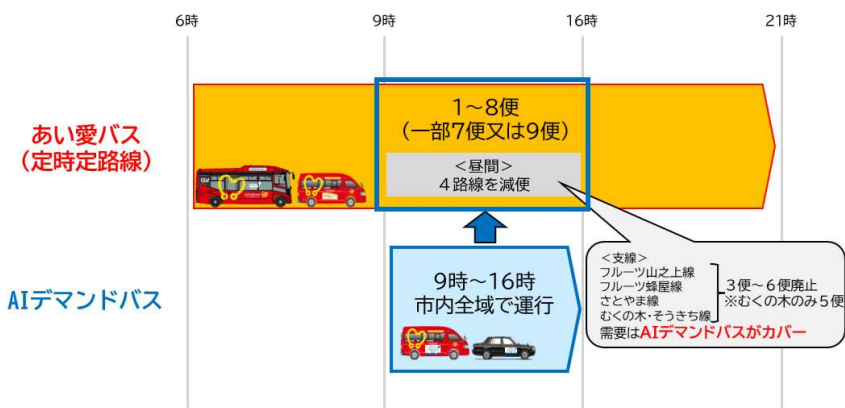 6時
9時
16時
21時
あい愛バス
(定時定路線)
1～8便
(一部7便又は9便)
<昼間>
４路線を減便
AIデマンドバス
9時～16時
市内全域で運行
<支線>
フルーツ山之上線
フルーツ蜂屋線
さとやま線
むくの木・そうきち線
３便～６便廃止
※むくの木のみ５便
需要はAIデマンドバスがカバー